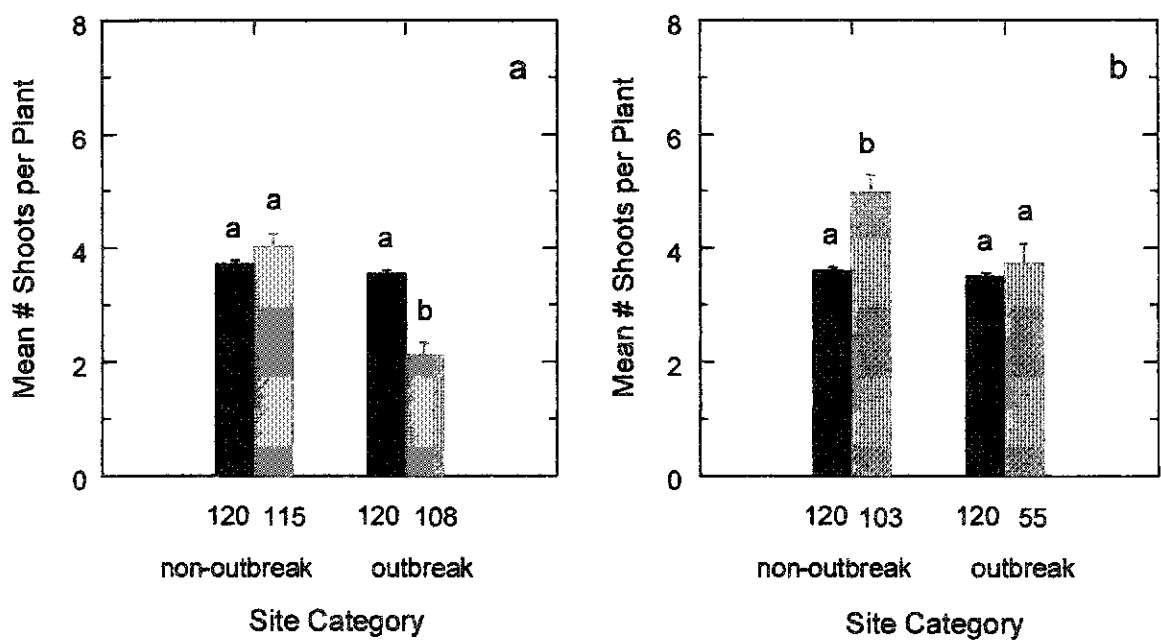 8
a
6
Mean # Shoots per Plant
a a
a
4
b
2
0
120 115 120 108
non-outbreak outbreak
Site Category
8
b
6
Mean # Shoots per Plant
b
a a a
4
2
0
120 103 120 55
non-outbreak outbreak
Site Category